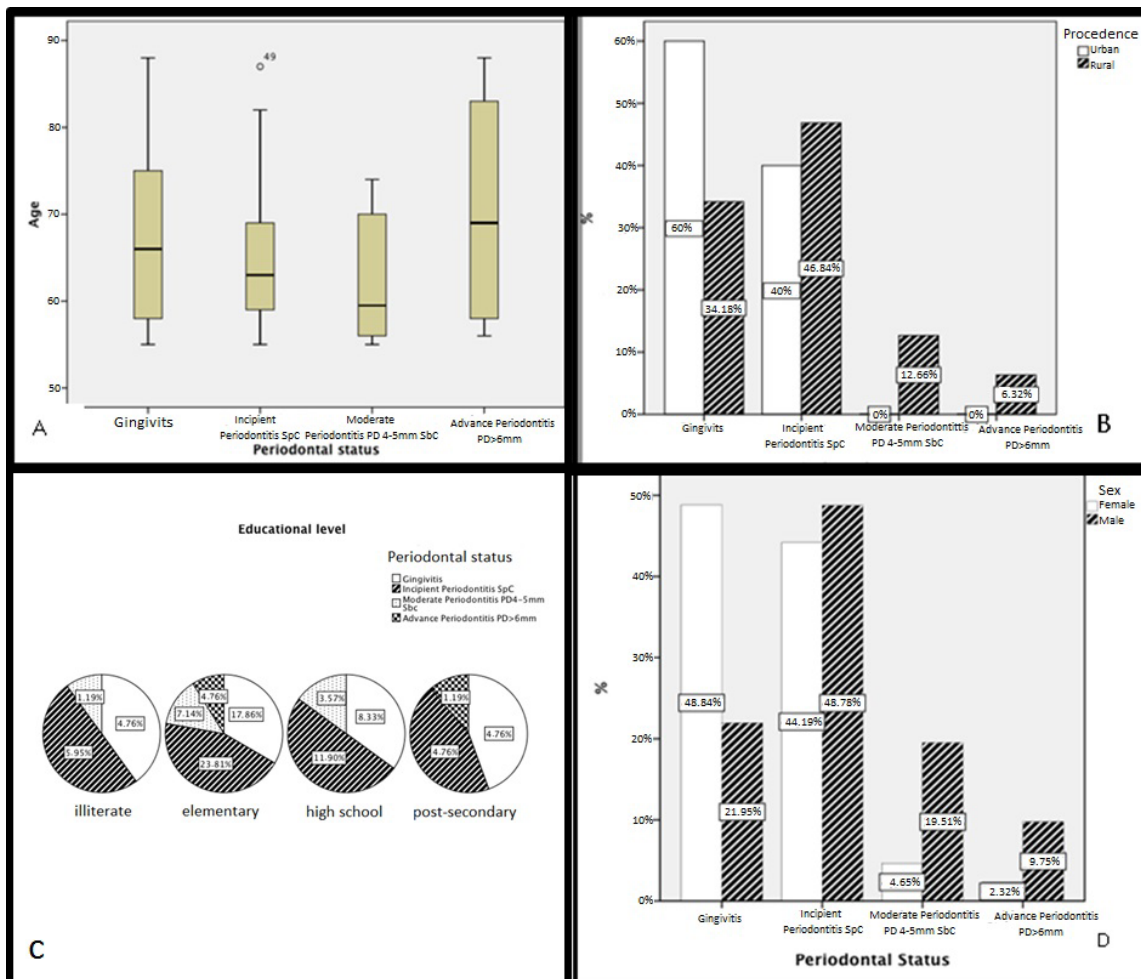 90
80
70
60
50
Age
49
Gingivits
Incipient
Periodontitis SpC
Moderate
Periodontitis PD 4-5mm SbC
Advance Periodontitis
PD>6mm
Periodontal status
A
Procedence
Urban
Rural
60%
50%
40%
30%
20%
10%
0%
%
60%
34.18%
40%
46.84%
0%
12.66%
0%
6.32%
Gingivits
Incipient
Periodontitis SpC
Moderate Periodontitis
PD 4-5mm SbC
Advance Periodontitis
PD>6mm
B
Educational level
Periodontal status
Gingivitis
Incipient Periodontitis SpC
Moderate Periodontitis PD4-5mm
Sbc
Advance Periodontitis PD>6mm
1.19%
4.76%
5.95%
4.76%
7.14%
17.86%
23.81%
3.57%
8.33%
11.90%
1.19%
4.76%
4.76%
illiterate
elementary
high school
post-secondary
C
Sex
Female
Male
50%
40%
30%
20%
10%
0%
%
48.84%
21.95%
44.19%
48.78%
4.65%
19.51%
2.32%
9.75%
Gingivitis
Incipient
Periodontitis SpC
Moderate Periodontitis
PD 4-5mm SbC
Advance Periodontitis
PD>6mm
D
Periodontal Status